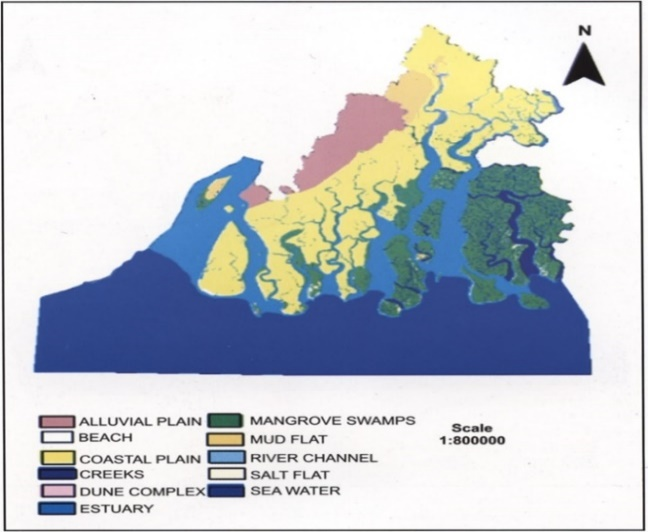 N
ALLUVIAL PLAIN
BEACH
COASTAL PLAIN
CREEKS
DUNE COMPLEX
ESTUARY
MANGROVE SWAMPS
MUD FLAT
RIVER CHANNEL
SALT FLAT
SEA WATER
Scale
1:800000